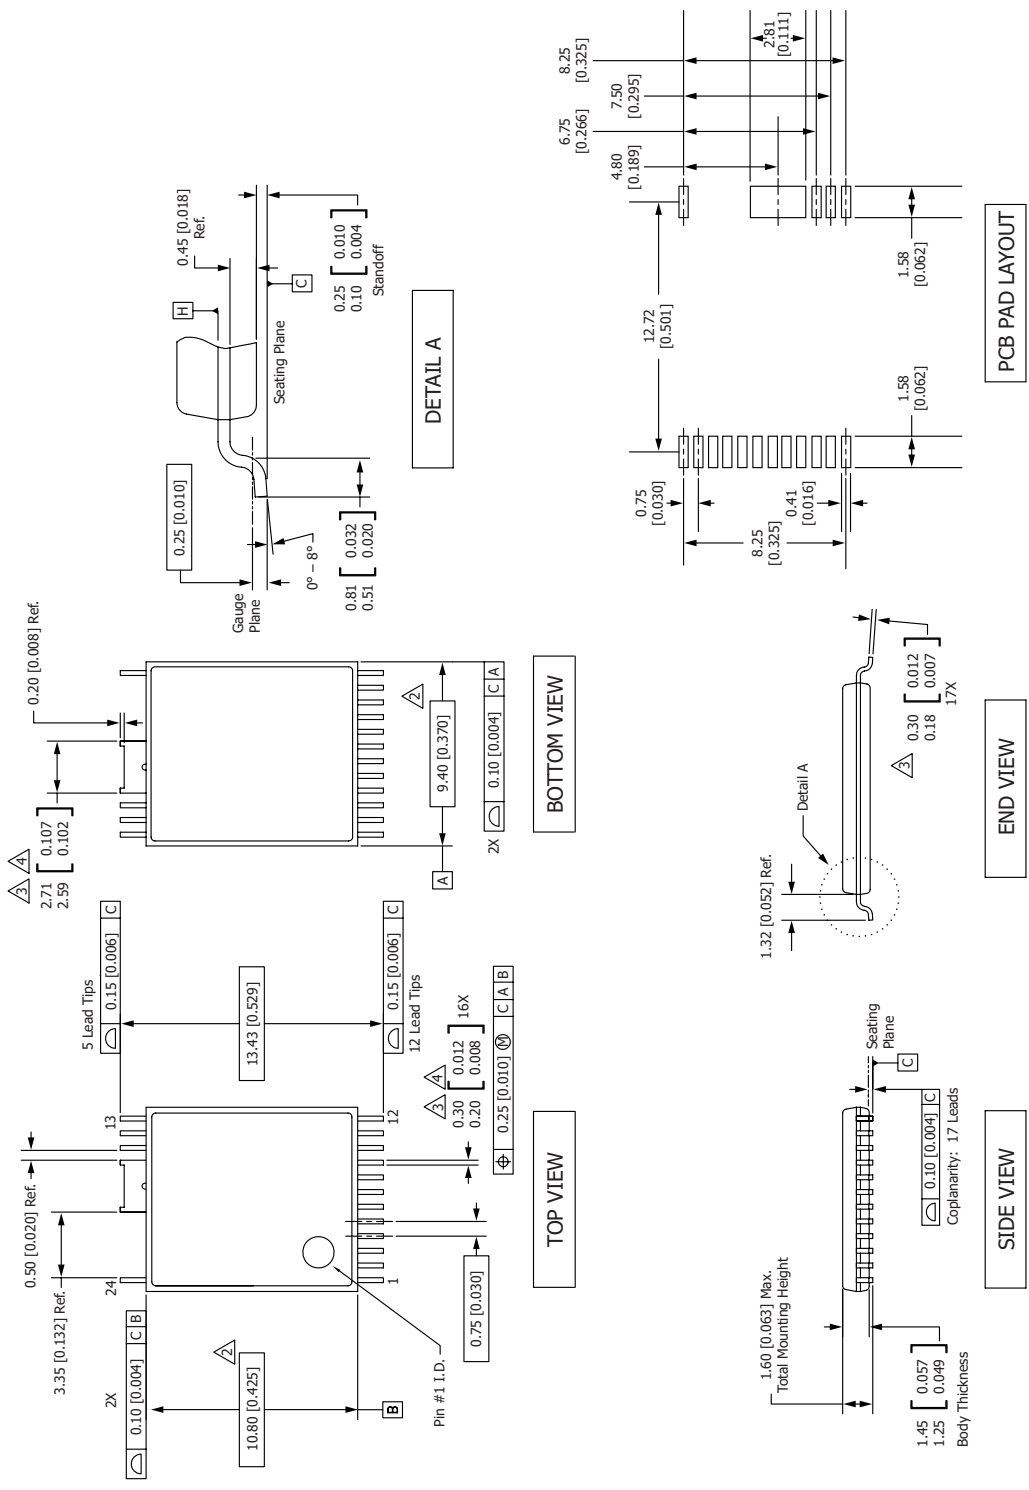 2X
0.10 [0.004] C B
3.35 [0.132] Ref.
0.50 [0.020] Ref.
24
13
5 Lead Tips
0.15 [0.006] C
2
10.80 [0.425]
B
Pin #1 I.D.
1
12
0.75 [0.030]
13.43 [0.529]
0.15 [0.006] C
12 Lead Tips
3 4
0.30 [0.012]
0.20 [0.008]
16X
0.25 [0.010] M C A B
TOP VIEW
3 4
2.71 [0.107]
2.59 [0.102]
0.20 [0.008] Ref.
2
9.40 [0.370]
A
2X
0.10 [0.004] C A
BOTTOM VIEW
0.25 [0.010]
Gauge
Plane
0° – 8°
0.81 [0.032]
0.51 [0.020]
H
0.45 [0.018]
Ref.
Seating Plane
C
0.25 [0.010]
0.10 [0.004]
Standoff
DETAIL A
1.60 [0.063] Max.
Total Mounting Height
1.45 [0.057]
1.25 [0.049]
Body Thickness
Seating
Plane
C
0.10 [0.004] C
Coplanarity: 17 Leads
SIDE VIEW
1.32 [0.052] Ref.
Detail A
3
0.30 [0.012]
0.18 [0.007]
17X
END VIEW
0.75
[0.030]
8.25
[0.325]
0.41
[0.016]
1.58
[0.062]
12.72
[0.501]
4.80
[0.189]
6.75
[0.266]
7.50
[0.295]
8.25
[0.325]
2.81
[0.111]
1.58
[0.062]
PCB PAD LAYOUT